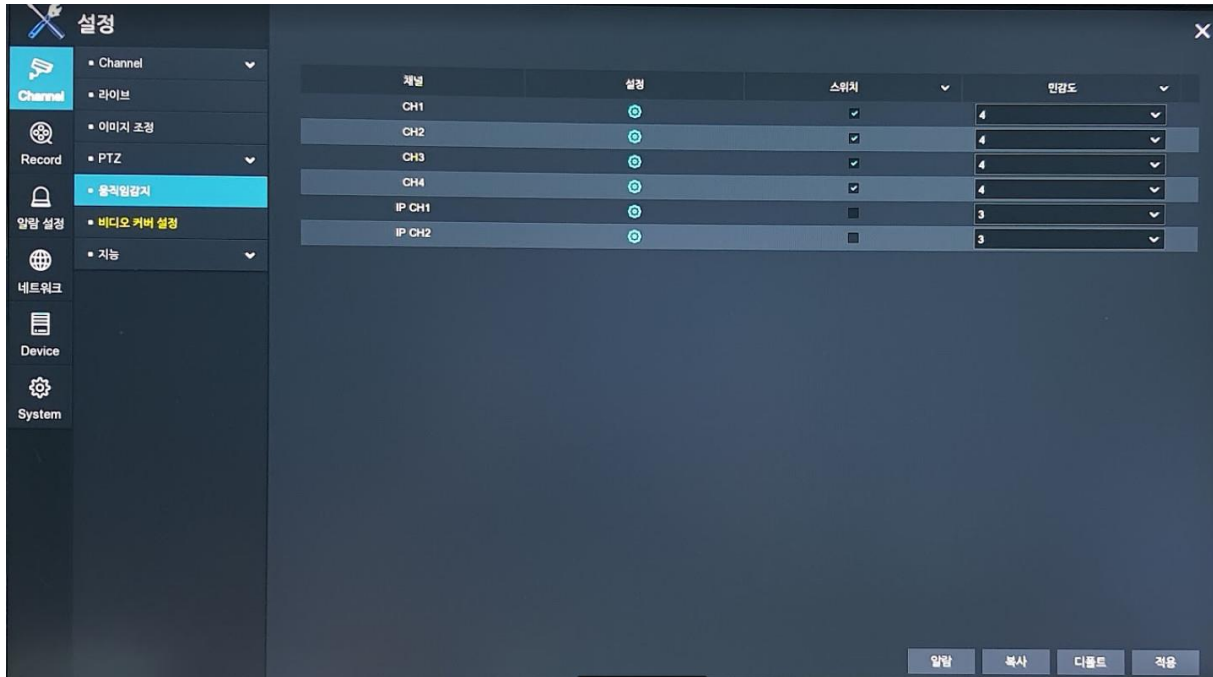 설정
Channel
Record
알람 설정
네트워크
Device
System
Channel
라이브
이미지 조정
PTZ
움직임감지
비디오 커버 설정
지능
채널 설정 스위치 민감도
CH1 4
CH2 4
CH3 4
CH4 4
IP CH1 3
IP CH2 3
알람 복사 디폴트 적용